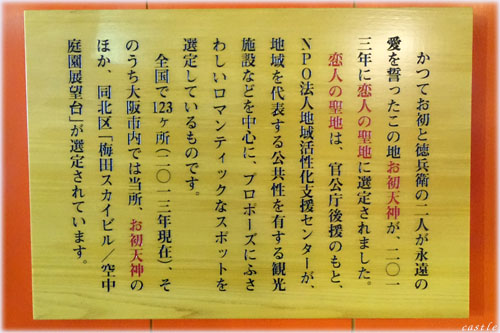 かつてお初と徳兵衛の二人が永遠の
愛を誓ったこの地お初天神が、二〇一
三年に恋人の聖地に選定されました。
恋人の聖地は、官公庁後援のもと、
NPO法人地域活性化支援センターが、
地域を代表する公共性を有する観光
施設などを中心に、プロポーズにふさ
わしいロマンティックなスポットを
選定しているものです。
全国で123ヶ所(二〇一三年現在)、そ
のうち大阪市内では当所、お初天神の
ほか、同北区「梅田スカイビル/空中
庭園展望台」が選定されています。
castle